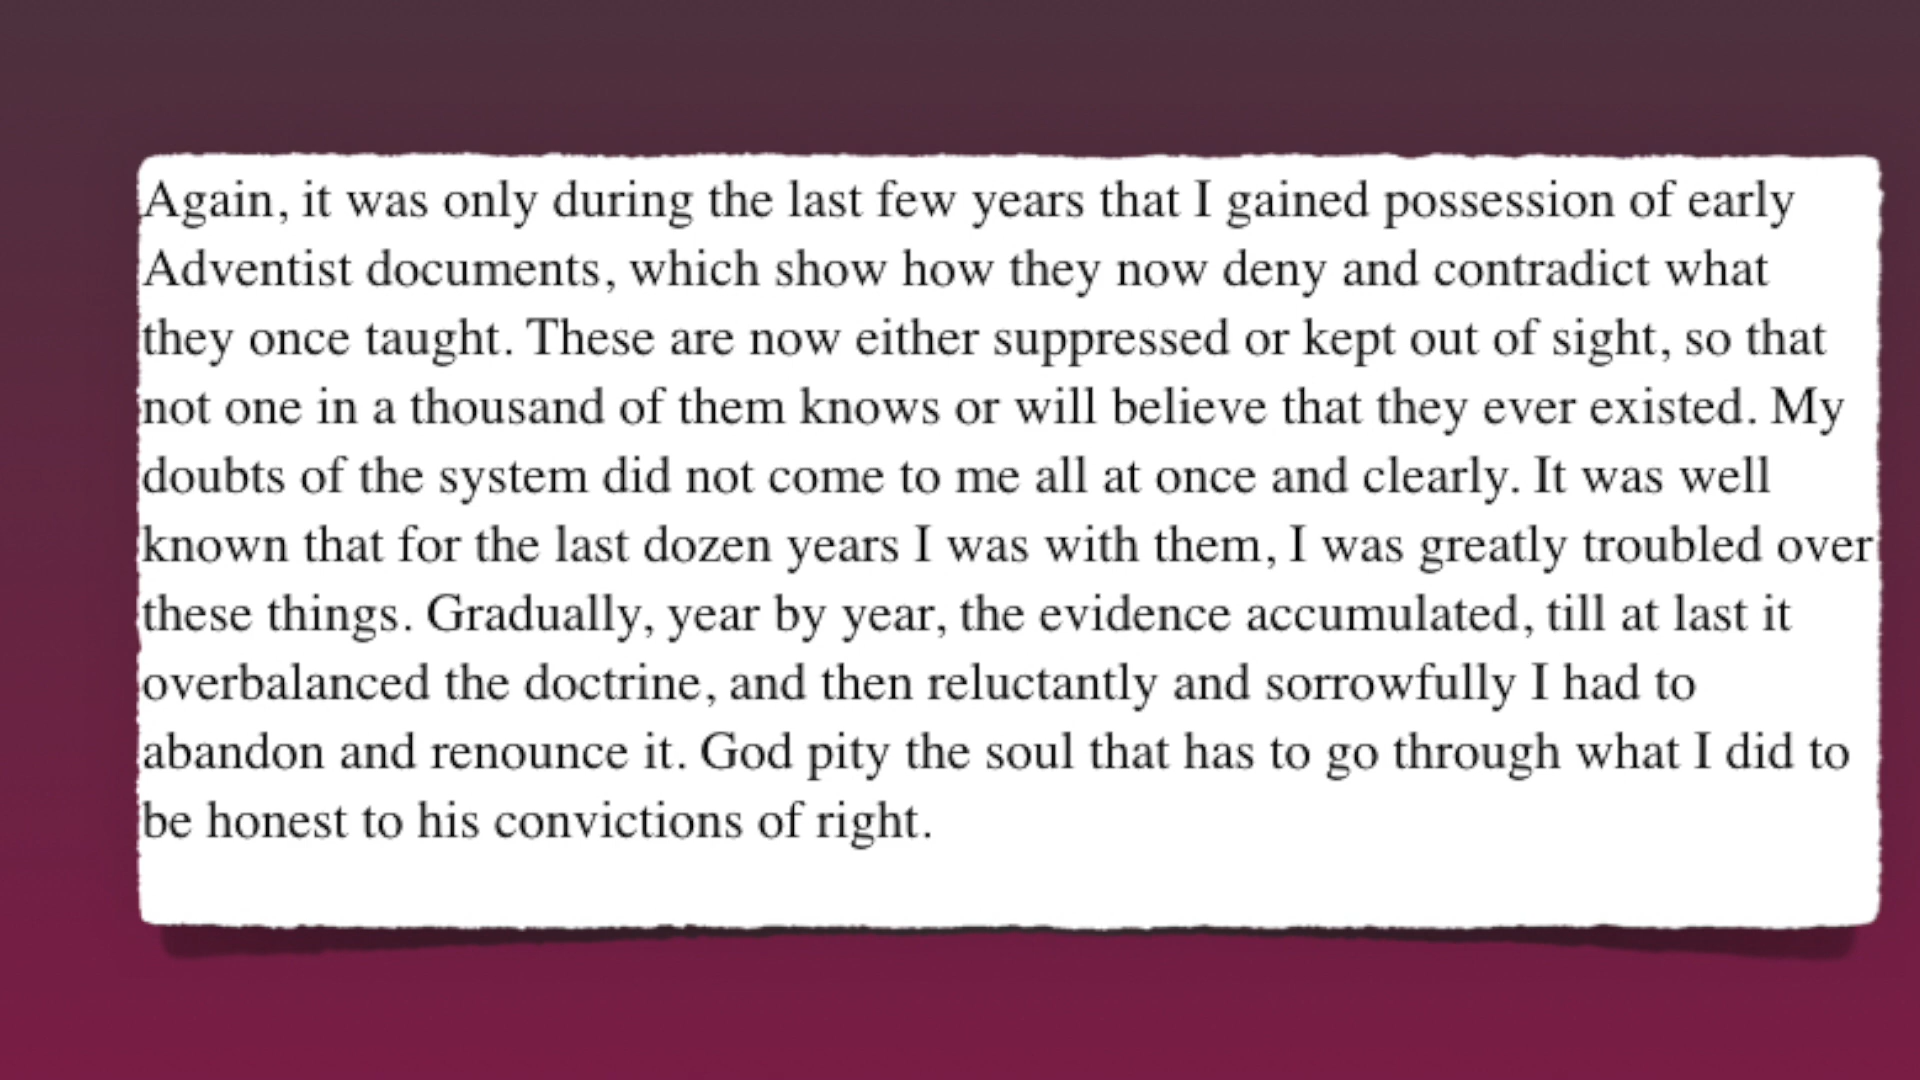 Again, it was only during the last few years that I gained possession of early
Adventist documents, which show how they now deny and contradict what
they once taught. These are now either suppressed or kept out of sight, so that
not one in a thousand of them knows or will believe that they ever existed. My
doubts of the system did not come to me all at once and clearly. It was well
known that for the last dozen years I was with them, I was greatly troubled over
these things. Gradually, year by year, the evidence accumulated, till at last it
overbalanced the doctrine, and then reluctantly and sorrowfully I had to
abandon and renounce it. God pity the soul that has to go through what I did to
be honest to his convictions of right.